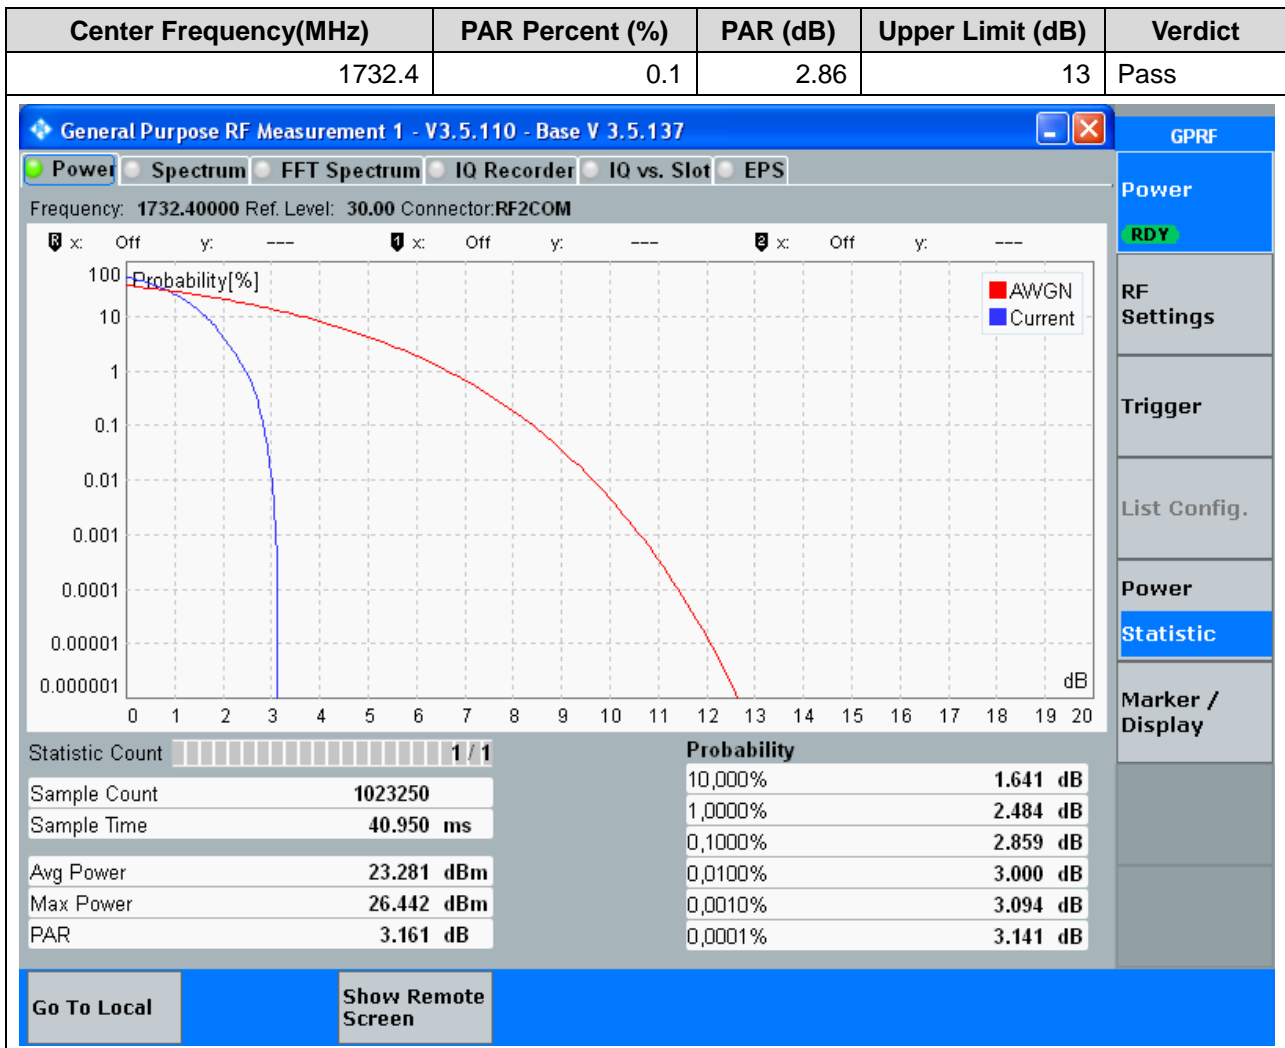 Center Frequency(MHz) PAR Percent (%) PAR (dB) Upper Limit (dB) Verdict
1732.4 0.1 2.86 13 Pass
General Purpose RF Measurement 1 - V3.5.110 - Base V 3.5.137
GPRF
Power Spectrum FFT Spectrum IQ Recorder IQ vs. Slot EPS
Power
RDY
Frequency: 1732.40000 Ref. Level: 30.00 Connector:RF2COM
R x: Off y: --- 1 x: Off y: --- 2 x: Off y: ---
Probability[%]
AWGN
Current
100
10
1
0.1
0.01
0.001
0.0001
0.00001
0.000001
dB
0 1 2 3 4 5 6 7 8 9 10 11 12 13 14 15 16 17 18 19 20
RF
Settings
Trigger
List Config.
Power
Statistic
Marker /
Display
Statistic Count 1 / 1
Sample Count 1023250
Sample Time 40.950 ms
Avg Power 23.281 dBm
Max Power 26.442 dBm
PAR 3.161 dB
Probability
10,000% 1.641 dB
1,0000% 2.484 dB
0,1000% 2.859 dB
0,0100% 3.000 dB
0,0010% 3.094 dB
0,0001% 3.141 dB
Go To Local
Show Remote
Screen